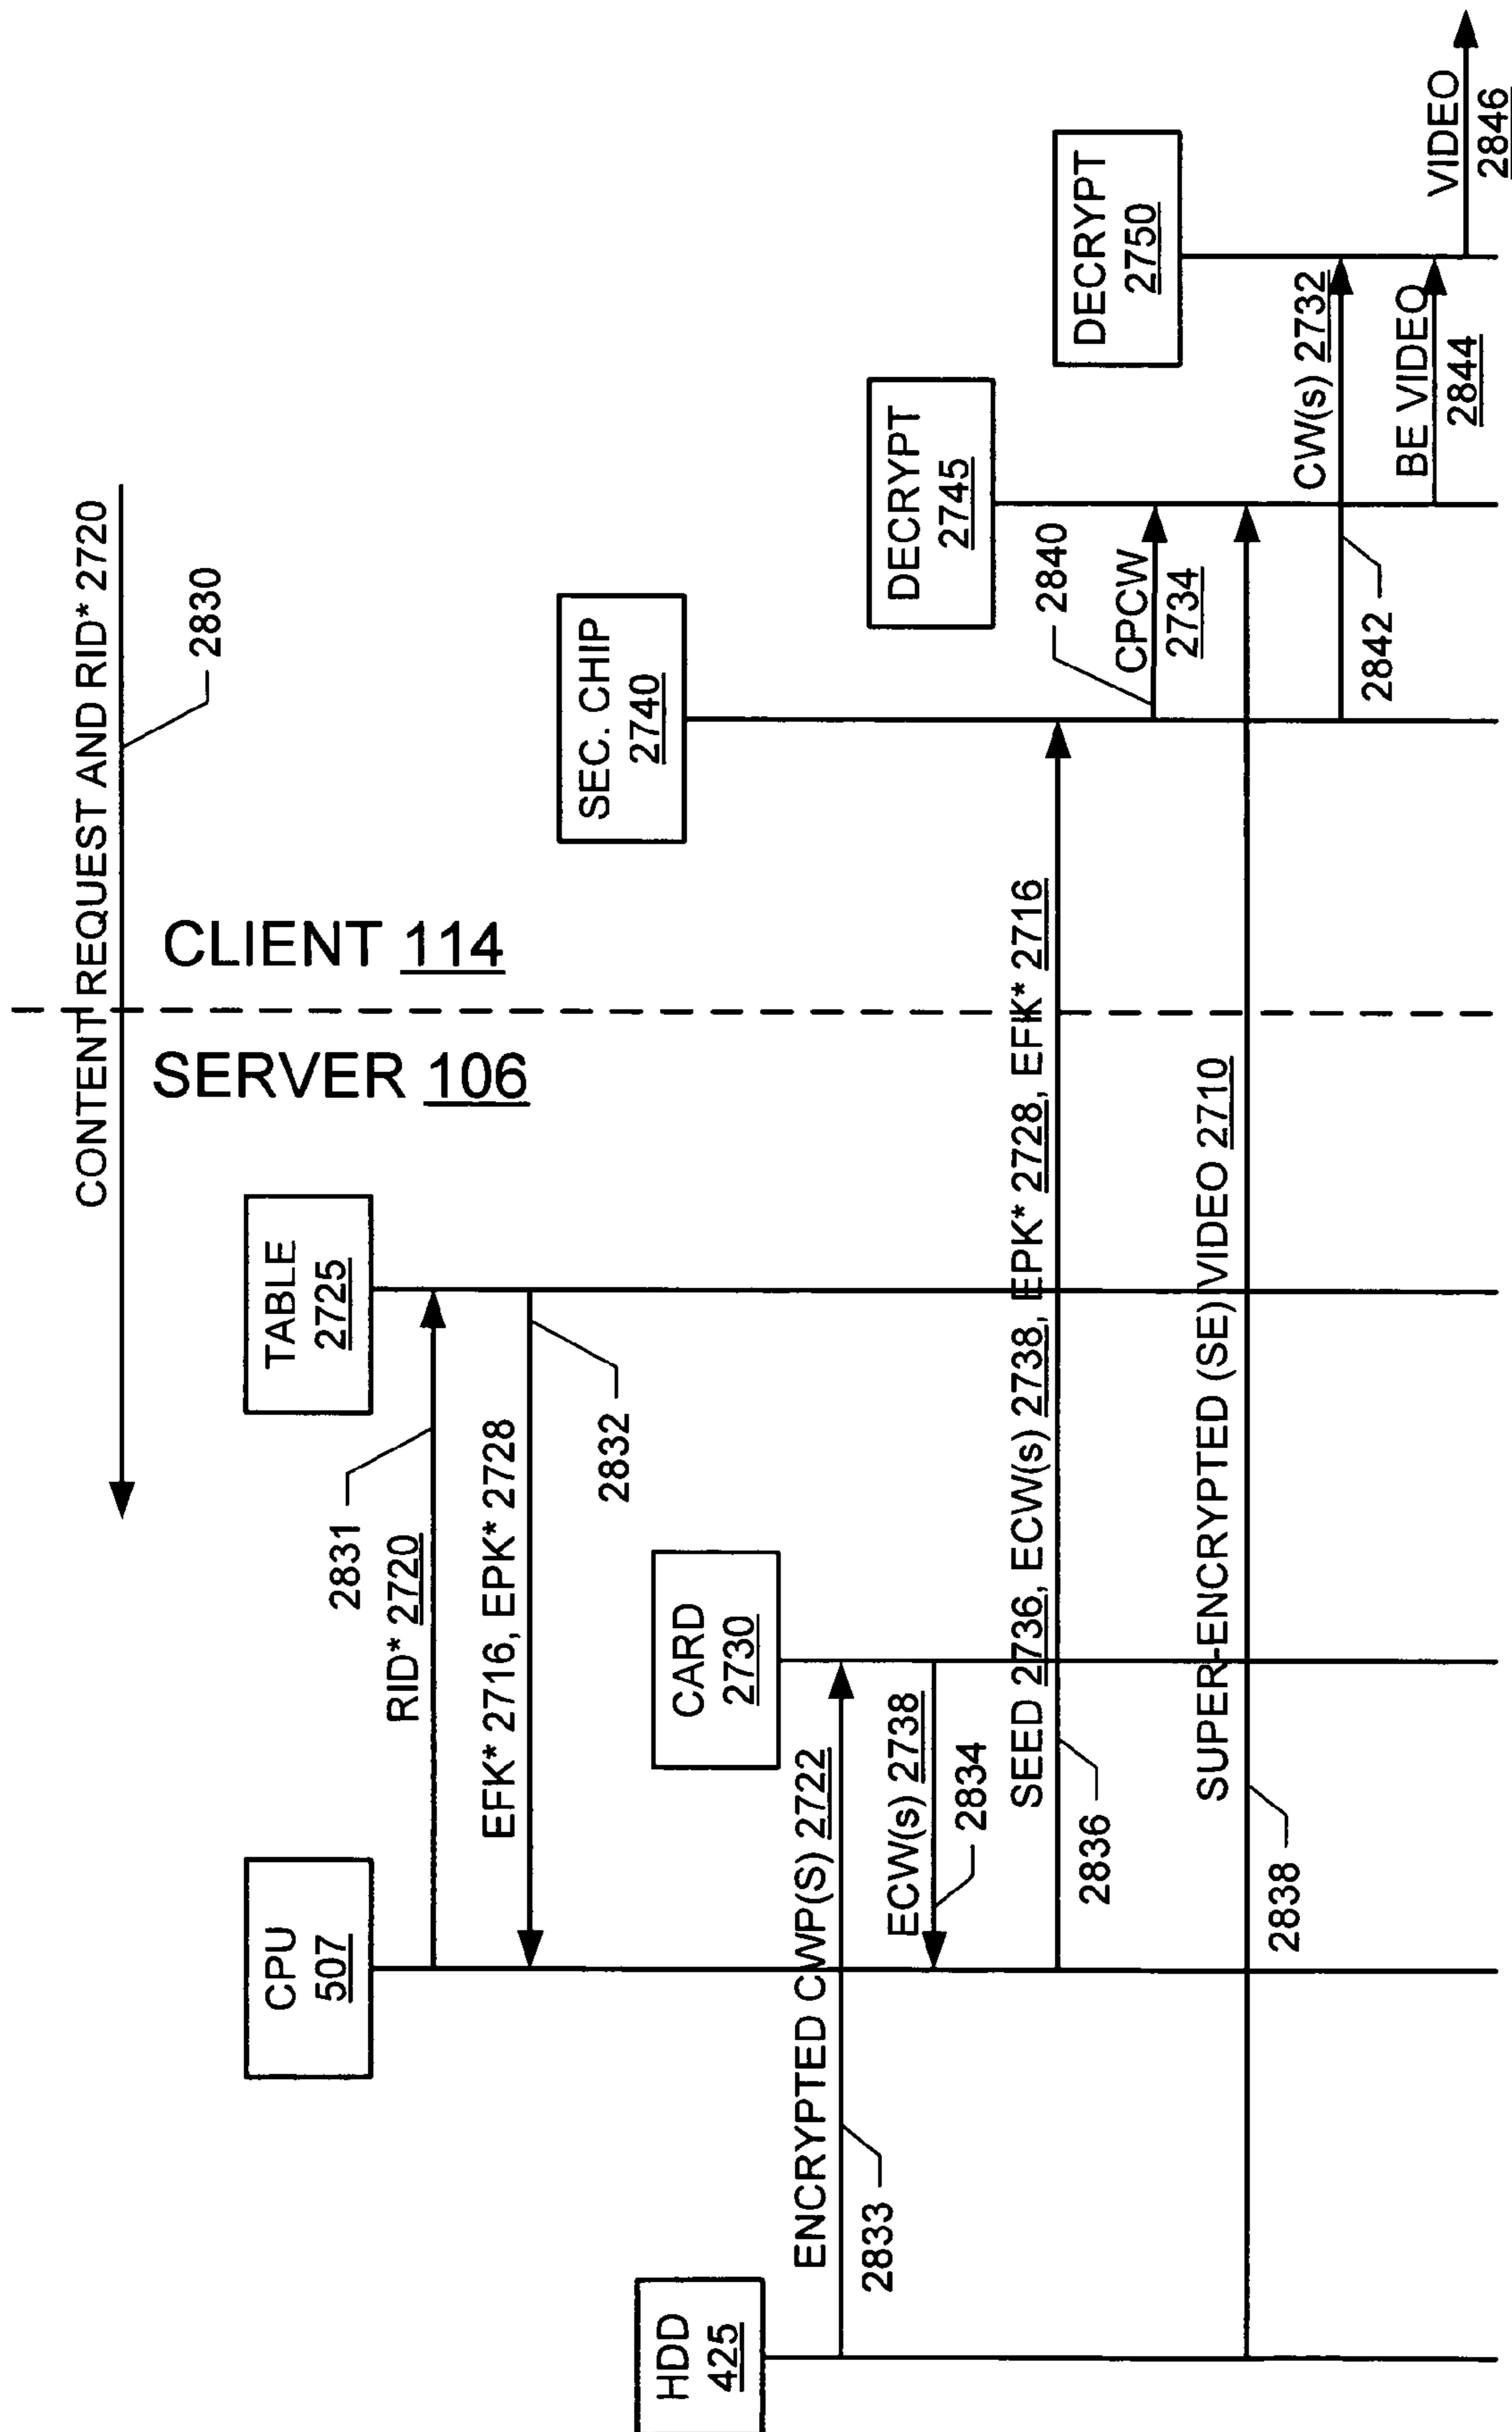 CONTENT REQUEST AND RID* 2720
2830
CLIENT 114
SERVER 106
CPU
507
TABLE
2725
2831
RID* 2720
EFK* 2716, EPK* 2728
2832
HDD
425
CARD
2730
SEC. CHIP
2740
ENCRYPTED CWP(S) 2722
2833
ECW(s) 2738
2834
DECRYPT
2745
SEED 2736, ECW(s) 2738, EPK* 2728, EFK* 2716
2836
DECRYPT
2750
2840
CPCW
2734
SUPER-ENCRYPTED (SE) VIDEO 2710
2838
CW(s) 2732
2842
BE VIDEO
2844
VIDEO
2846